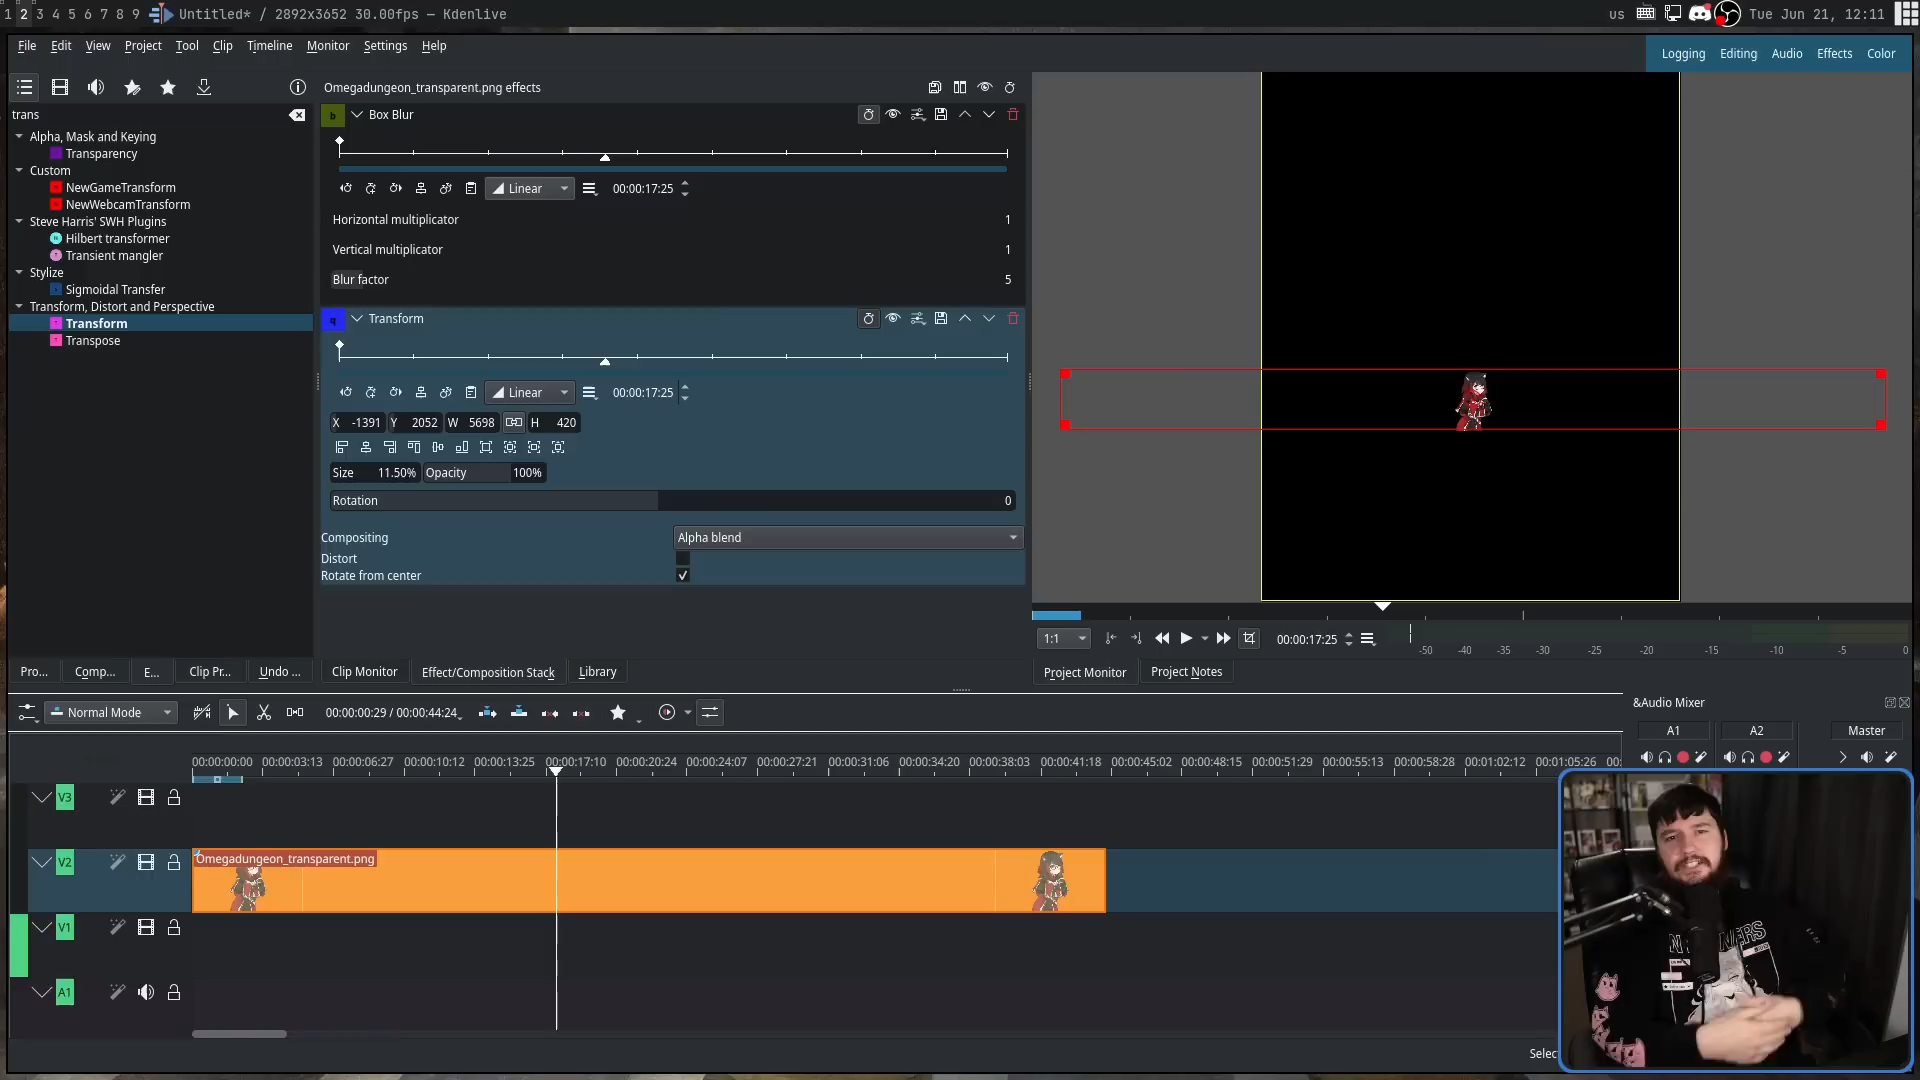 1 2 3 4 5 6 7 8 9 Untitled* / 2892x3652 30.00fps — Kdenlive
us Tue Jun 21, 12:11
File Edit View Project Tool Clip Timeline Monitor Settings Help
Logging Editing Audio Effects Color
Omegadungeon_transparent.png effects
trans
Alpha, Mask and Keying
Transparency
Custom
NewGameTransform
NewWebcamTransform
Steve Harris' SWH Plugins
Hilbert transformer
Transient mangler
Stylize
Sigmoidal Transfer
Transform, Distort and Perspective
Transform
Transpose
b Box Blur
Linear 00:00:17:25
Horizontal multiplicator 1
Vertical multiplicator 1
Blur factor 5
q Transform
Linear 00:00:17:25
X -1391 Y 2052 W 5698 H 420
Size 11.50% Opacity 100%
Rotation 0
Compositing Alpha blend
Distort
Rotate from center
1:1 00:00:17:25
-50 -40 -35 -30 -25 -20 -15 -10 -5 0
Pro... Comp... E... Clip Pr... Undo ... Clip Monitor Effect/Composition Stack Library
Project Monitor Project Notes
Normal Mode 00:00:00:29 / 00:00:44:24
&Audio Mixer
A1 A2 Master
00:00:00:00 00:00:03:13 00:00:06:27 00:00:10:12 00:00:13:25 00:00:17:10 00:00:20:24 00:00:24:07 00:00:27:21 00:00:31:06 00:00:34:20 00:00:38:03 00:00:41:18 00:00:45:02 00:00:48:15 00:00:51:29 00:00:55:13 00:00:58:28 00:01:02:12 00:01:05:26 00:
V3
V2
Omegadungeon_transparent.png
V1
A1
Selec